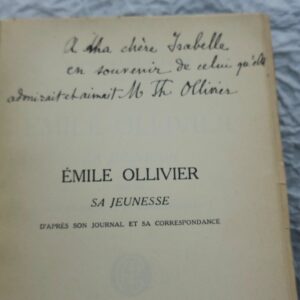 A ma chère Isabelle
en souvenir de celui qu'elle
admirait et aimait M Th Ollivier
ÉMILE OLLIVIER
SA JEUNESSE
D'APRÈS SON JOURNAL ET SA CORRESPONDANCE